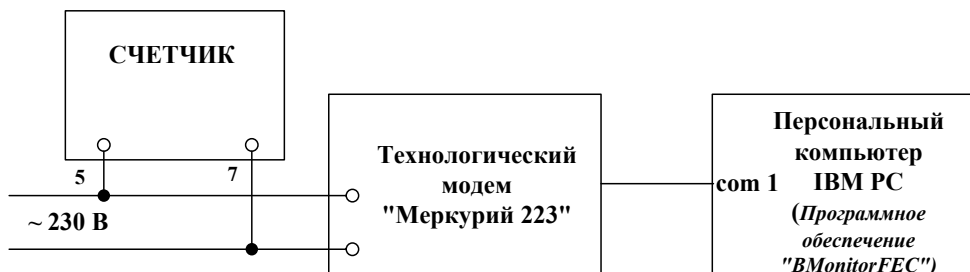 СЧЕТЧИК
5
7
~ 230 В
Технологический
модем
"Меркурий 223"
com 1
Персональный
компьютер
IBM PC
(Программное
обеспечение
"BMonitorFEC")